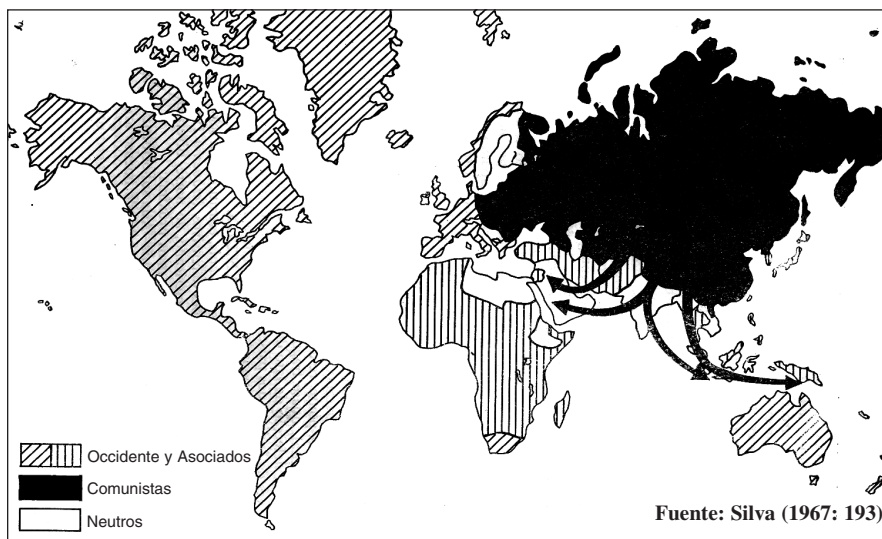 Occidente y Asociados
Comunistas
Neutros
Fuente: Silva (1967: 193)